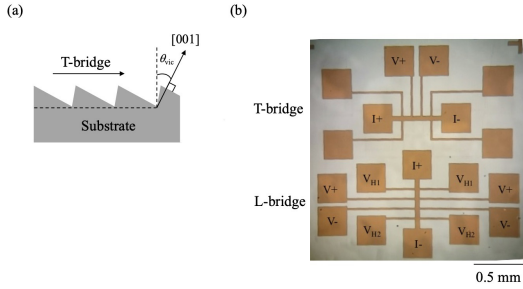 (a)
T-bridge
[001]
θvic
Substrate
(b)
T-bridge
V+ V-
I+ I-
L-bridge
I+
VH1 VH1
V+ V+
V- V-
VH2 VH2
I-
0.5 mm